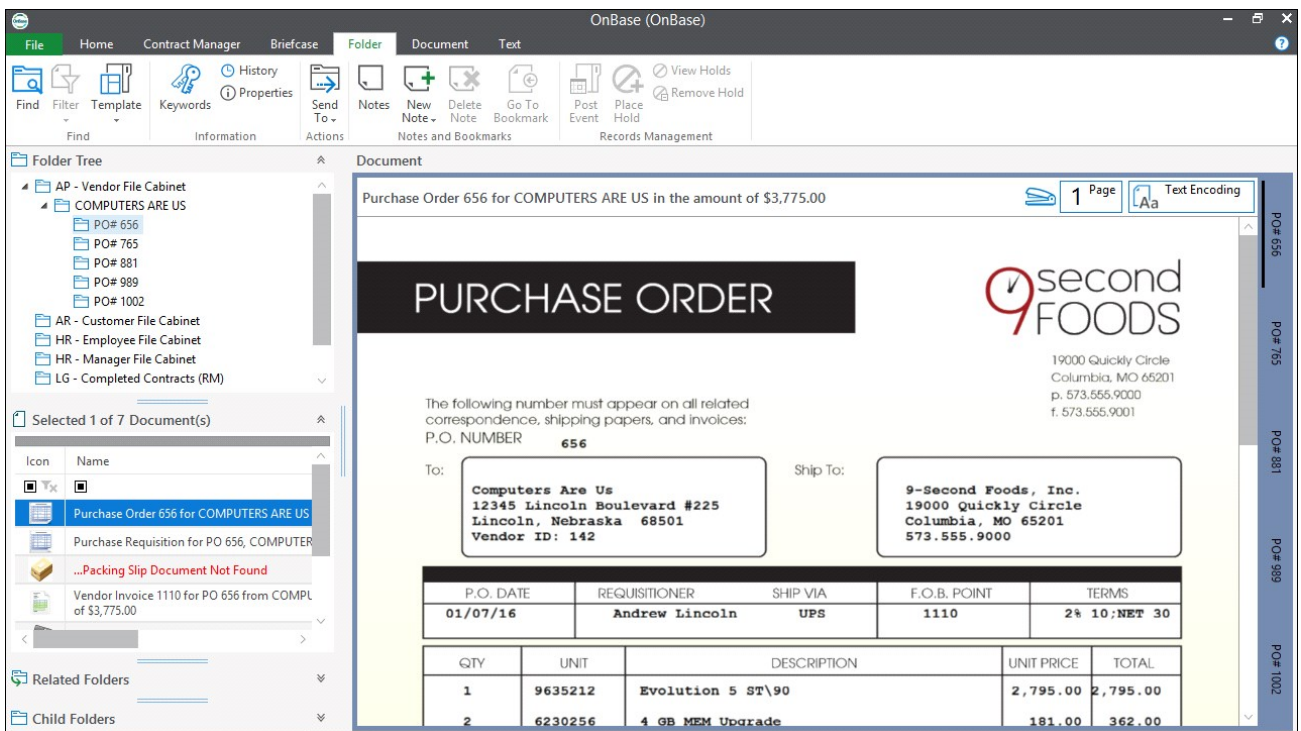 OnBase (OnBase)
File Home Contract Manager Briefcase Folder Document Text
Find
Filter
Template
Find
Keywords
History
Properties
Information
Send To
Actions
Notes
New Note
Delete Note
Go To Bookmark
Notes and Bookmarks
Post Event
Place Hold
View Holds
Remove Hold
Records Management
Folder Tree
AP - Vendor File Cabinet
COMPUTERS ARE US
PO# 656
PO# 765
PO# 881
PO# 989
PO# 1002
AR - Customer File Cabinet
HR - Employee File Cabinet
HR - Manager File Cabinet
LG - Completed Contracts (RM)
Selected 1 of 7 Document(s)
Icon Name
Purchase Order 656 for COMPUTERS ARE US
Purchase Requisition for PO 656, COMPUTER
...Packing Slip Document Not Found
Vendor Invoice 1110 for PO 656 from COMPU
of $3,775.00
Related Folders
Child Folders
Document
Purchase Order 656 for COMPUTERS ARE US in the amount of $3,775.00
1 Page
Text Encoding
Aa
PURCHASE ORDER
9 second
FOODS
19000 Quickly Circle
Columbia, MO 65201
p. 573.555.9000
f. 573.555.9001
The following number must appear on all related
correspondence, shipping papers, and invoices:
P.O. NUMBER 656
To:
Computers Are Us
12345 Lincoln Boulevard #225
Lincoln, Nebraska 68501
Vendor ID: 142
Ship To:
9-Second Foods, Inc.
19000 Quickly Circle
Columbia, MO 65201
573.555.9000
P.O. DATE REQUISITIONER SHIP VIA F.O.B. POINT TERMS
01/07/16 Andrew Lincoln UPS 1110 2% 10;NET 30
QTY UNIT DESCRIPTION UNIT PRICE TOTAL
1 9635212 Evolution 5 ST\90 2,795.00 2,795.00
2 6230256 4 GB MEM Upgrade 181.00 362.00
PO# 656
PO# 765
PO# 881
PO# 989
PO# 1002